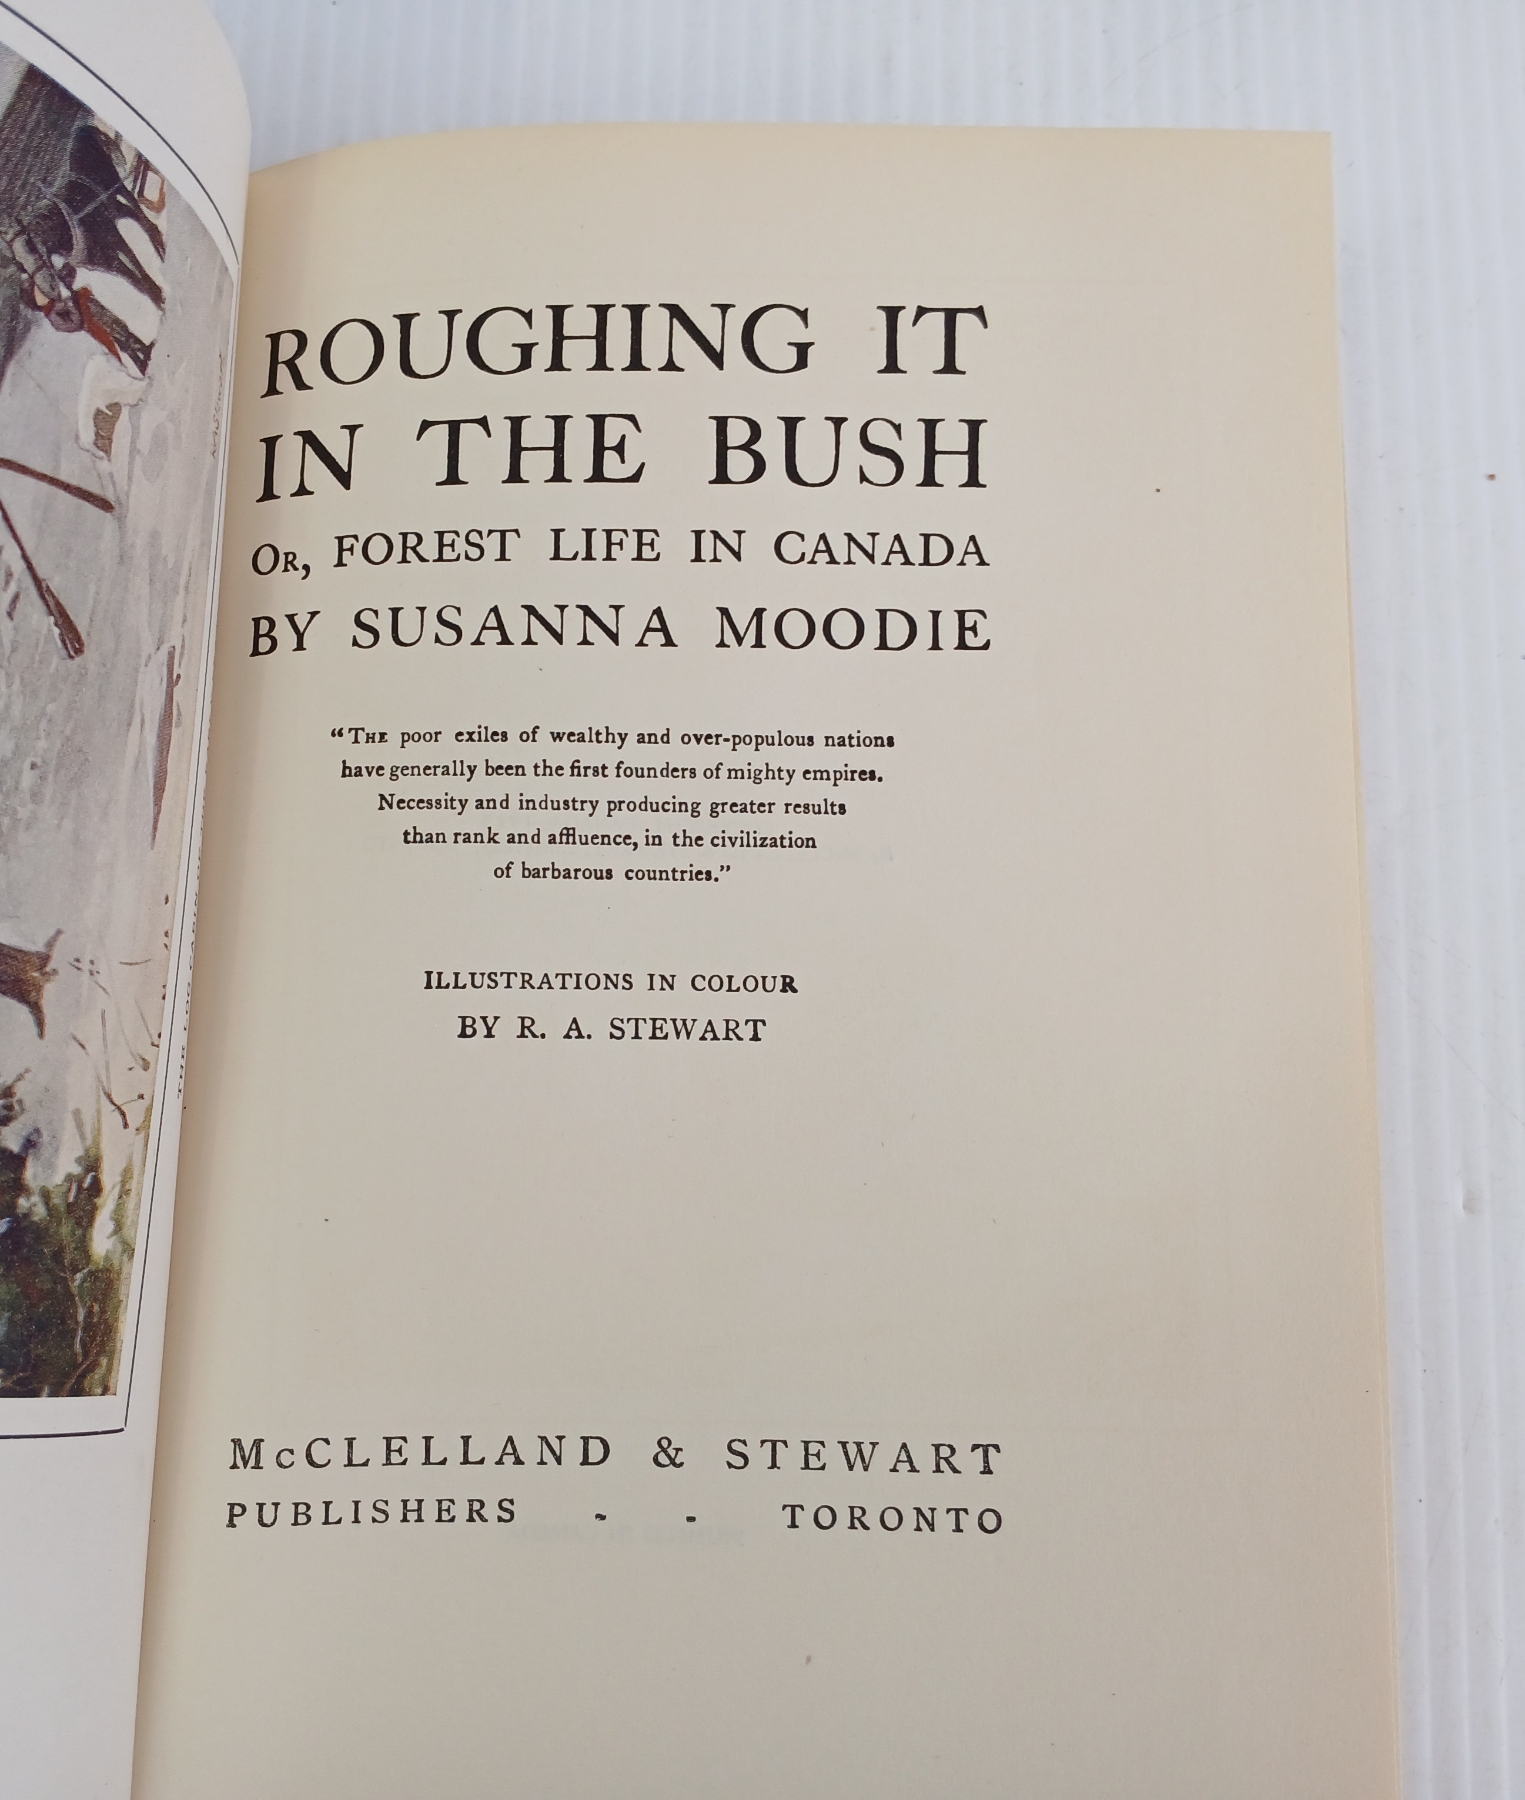 ROUGHING IT
IN THE BUSH
OR, FOREST LIFE IN CANADA
BY SUSANNA MOODIE
“THE poor exiles of wealthy and over-populous nations
have generally been the first founders of mighty empires.
Necessity and industry producing greater results
than rank and affluence, in the civilization
of barbarous countries.”
ILLUSTRATIONS IN COLOUR
BY R. A. STEWART
McCLELLAND & STEWART
PUBLISHERS - - TORONTO